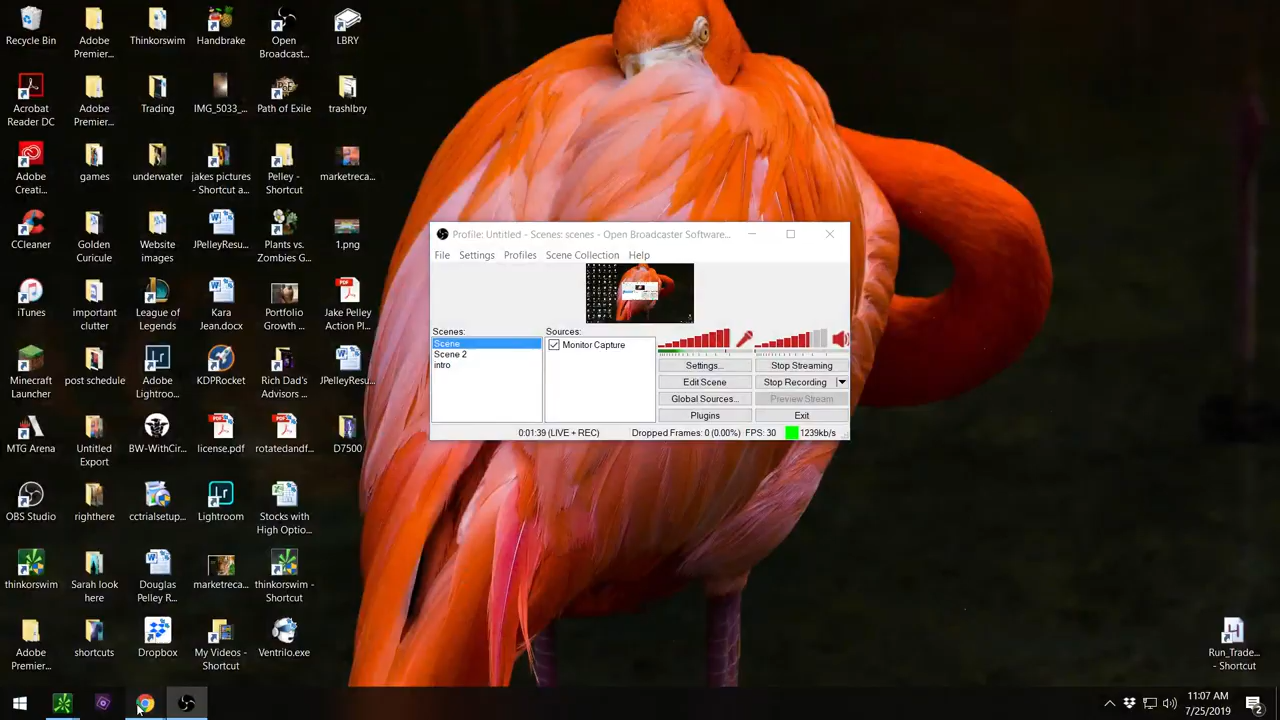 Recycle Bin
Adobe Premier...
Thinkorswim
Handbrake
Open Broadcast...
LBRY
Acrobat Reader DC
Adobe Premier...
Trading
IMG_5033_...
Path of Exile
trashlbry
Adobe Creati...
games
underwater
jakes pictures - Shortcut a...
Pelley - Shortcut
marketreca...
CCleaner
Golden Curicule
Website images
JPelleyResu...
Plants vs. Zombies G...
1.png
iTunes
important clutter
League of Legends
Kara Jean.docx
Portfolio Growth ...
Jake Pelley Action Pl...
Minecraft Launcher
post schedule
Adobe Lightroo...
KDPRocket
Rich Dad's Advisors ...
JPelleyResu...
MTG Arena
Untitled Export
BW-WithCir...
license.pdf
rotatedandf...
D7500
OBS Studio
righthere
cctrialsetup...
Lightroom
Stocks with High Optio...
thinkorswim
Sarah look here
Douglas Pelley R...
marketreca...
thinkorswim - Shortcut
Adobe Premier...
shortcuts
Dropbox
My Videos - Shortcut
Ventrilo.exe
Profile: Untitled - Scenes: scenes - Open Broadcaster Software...
File Settings Profiles Scene Collection Help
Scenes: Sources:
Scene
Scene 2
intro
Monitor Capture
Settings... Stop Streaming
Edit Scene Stop Recording
Global Sources... Preview Stream
Plugins Exit
0:01:39 (LIVE + REC) Dropped Frames: 0 (0.00%) FPS: 30 1239kb/s
Run_Trade... - Shortcut
11:07 AM
7/25/2019
2